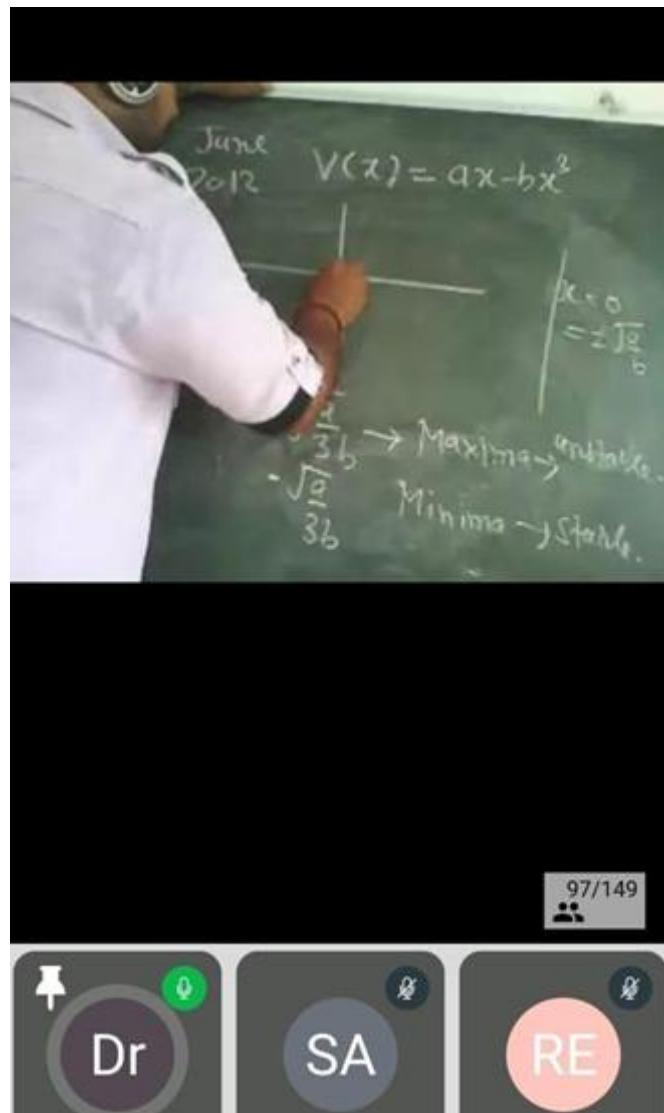 June
2012 V(x) = ax-bx³
x = 0
= ±√a/b
√a/3b → Maxima → unstable.
-√a/3b Minima → Stable.
97/149
Dr SA RE